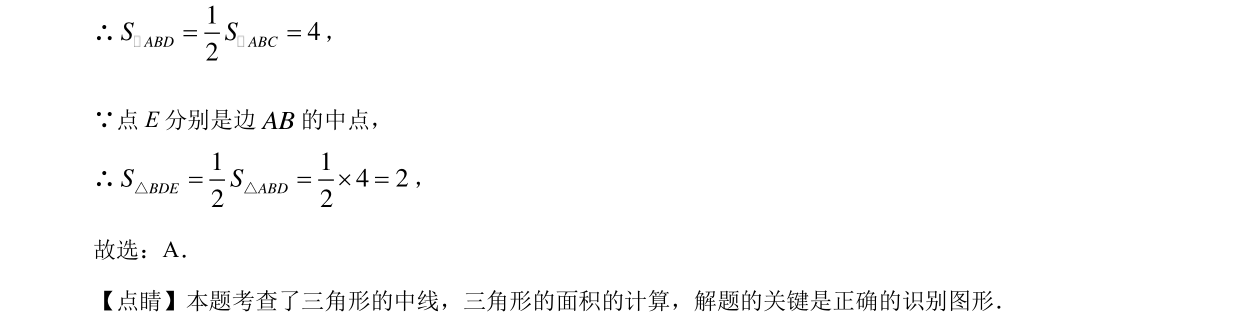 ∴ S□ABD = 1/2 S□ABC = 4，
∵点 E 分别是边 AB 的中点，
∴ S△BDE = 1/2 S△ABD = 1/2 × 4 = 2，
故选：A．
【点睛】本题考查了三角形的中线，三角形的面积的计算，解题的关键是正确的识别图形．